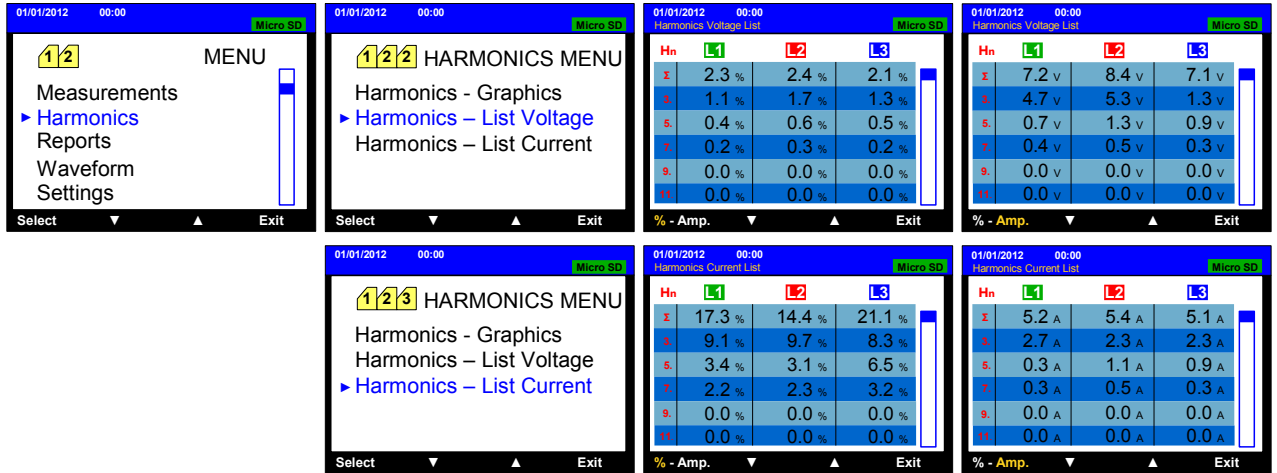 01/01/2012 00:00
Micro SD
1 2 MENU
Measurements
► Harmonics
Reports
Waveform
Settings
Select ▼ ▲ Exit
01/01/2012 00:00
Micro SD
1 2 2 HARMONICS MENU
Harmonics - Graphics
► Harmonics – List Voltage
Harmonics – List Current
Select ▼ ▲ Exit
01/01/2012 00:00
Harmonics Voltage List Micro SD
Hn L1 L2 L3
Σ 2.3 % 2.4 % 2.1 %
3. 1.1 % 1.7 % 1.3 %
5. 0.4 % 0.6 % 0.5 %
7. 0.2 % 0.3 % 0.2 %
9. 0.0 % 0.0 % 0.0 %
11 0.0 % 0.0 % 0.0 %
% - Amp. ▼ ▲ Exit
01/01/2012 00:00
Harmonics Voltage List Micro SD
Hn L1 L2 L3
Σ 7.2 V 8.4 V 7.1 V
3. 4.7 V 5.3 V 1.3 V
5. 0.7 V 1.3 V 0.9 V
7. 0.4 V 0.5 V 0.3 V
9. 0.0 V 0.0 V 0.0 V
11 0.0 V 0.0 V 0.0 V
% - Amp. ▼ ▲ Exit
01/01/2012 00:00
Micro SD
1 2 3 HARMONICS MENU
Harmonics - Graphics
Harmonics – List Voltage
► Harmonics – List Current
Select ▼ ▲ Exit
01/01/2012 00:00
Harmonics Current List Micro SD
Hn L1 L2 L3
Σ 17.3 % 14.4 % 21.1 %
3. 9.1 % 9.7 % 8.3 %
5. 3.4 % 3.1 % 6.5 %
7. 2.2 % 2.3 % 3.2 %
9. 0.0 % 0.0 % 0.0 %
11 0.0 % 0.0 % 0.0 %
% - Amp. ▼ ▲ Exit
01/01/2012 00:00
Harmonics Current List Micro SD
Hn L1 L2 L3
Σ 5.2 A 5.4 A 5.1 A
3. 2.7 A 2.3 A 2.3 A
5. 0.3 A 1.1 A 0.9 A
7. 0.3 A 0.5 A 0.3 A
9. 0.0 A 0.0 A 0.0 A
11 0.0 A 0.0 A 0.0 A
% - Amp. ▼ ▲ Exit